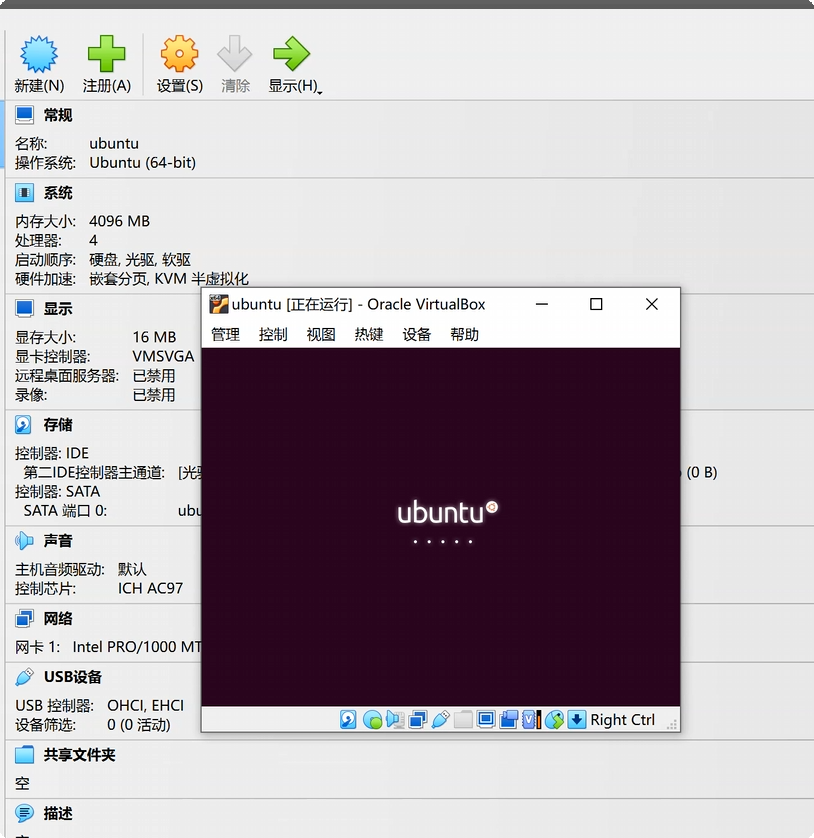 新建(N) 注册(A) 设置(S) 清除 显示(H)
常规
名称: ubuntu
操作系统: Ubuntu (64-bit)
系统
内存大小: 4096 MB
处理器: 4
启动顺序: 硬盘, 光驱, 软驱
硬件加速: 嵌套分页, KVM 半虚拟化
显示
显存大小: 16 MB
显卡控制器: VMSVGA
远程桌面服务器: 已禁用
录像: 已禁用
存储
控制器: IDE
第二IDE控制器主通道: [光驱 (0 B)
控制器: SATA
SATA 端口 0: ubu
声音
主机音频驱动: 默认
控制芯片: ICH AC97
网络
网卡 1: Intel PRO/1000 MT
USB设备
USB 控制器: OHCI, EHCI
设备筛选: 0 (0 活动)
共享文件夹
空
描述
ubuntu [正在运行] - Oracle VirtualBox
管理 控制 视图 热键 设备 帮助
ubuntu
Right Ctrl